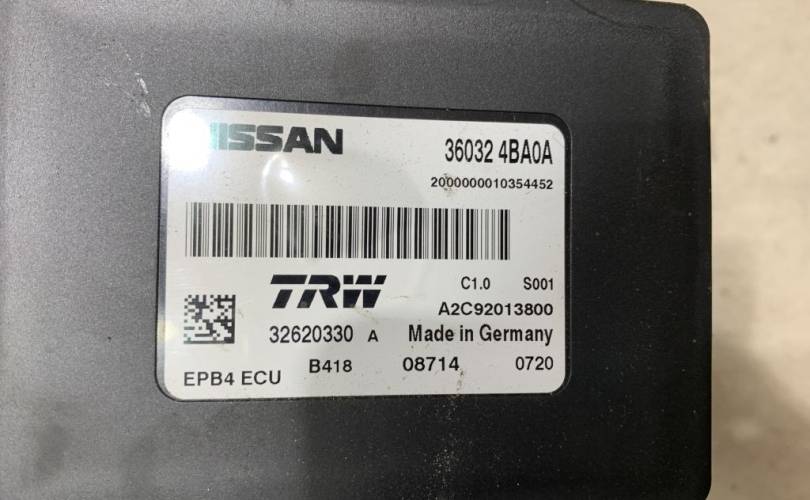 NISSAN 36032 4BA0A
2000000010354452
TRW C1.0 S001
A2C92013800
32620330 A Made in Germany
EPB4 ECU B418 08714 0720